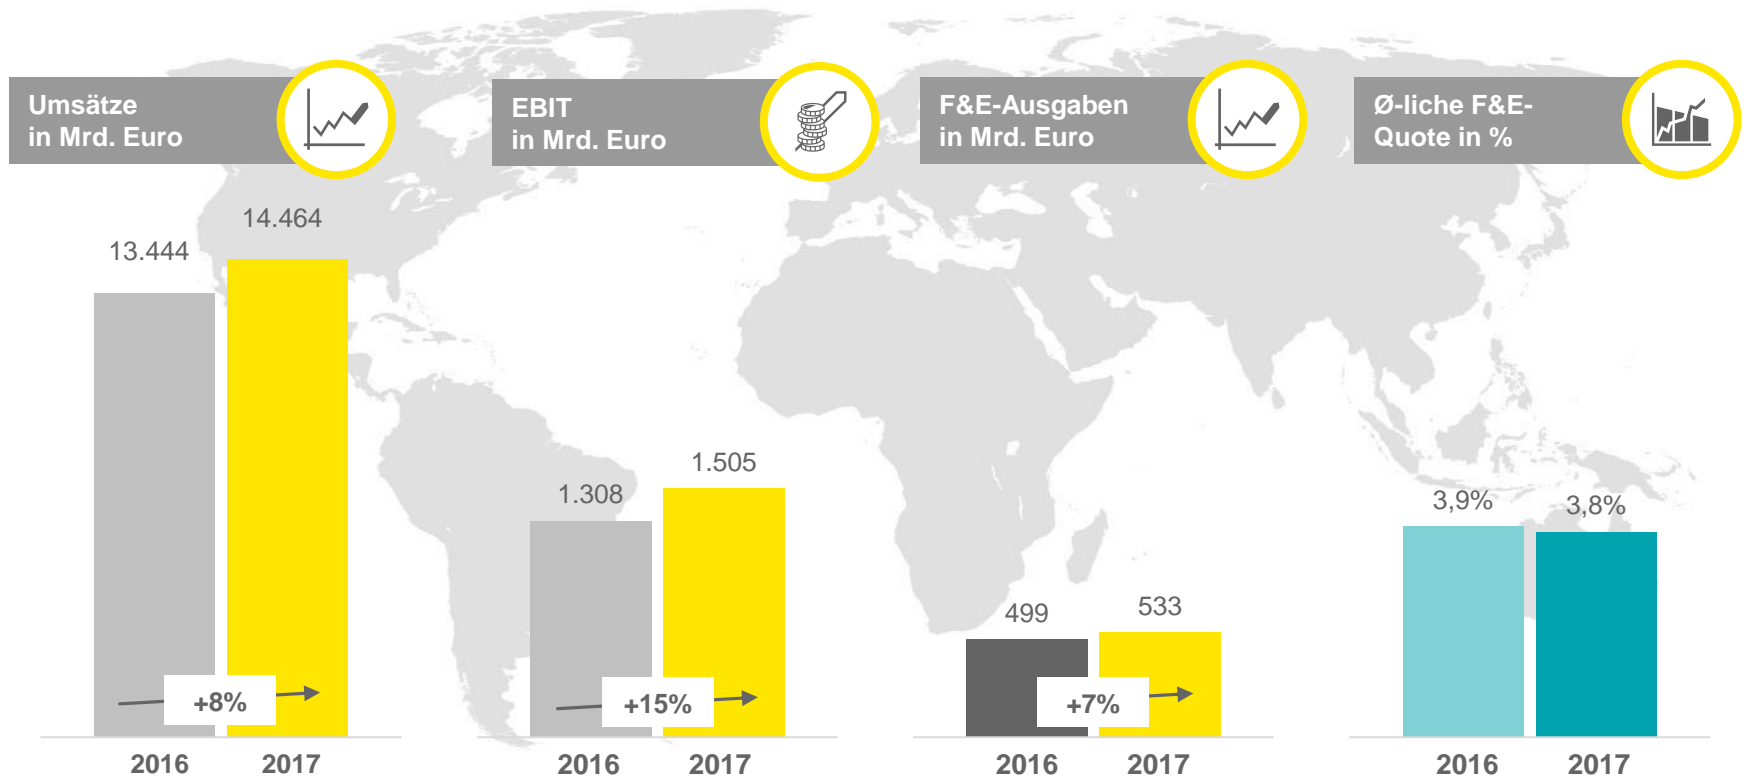 Umsätze
in Mrd. Euro
13.444
14.464
+8%
2016
2017
EBIT
in Mrd. Euro
1.308
1.505
+15%
2016
2017
F&E-Ausgaben
in Mrd. Euro
499
533
+7%
2016
2017
Ø-liche F&E-
Quote in %
3,9%
3,8%
2016
2017